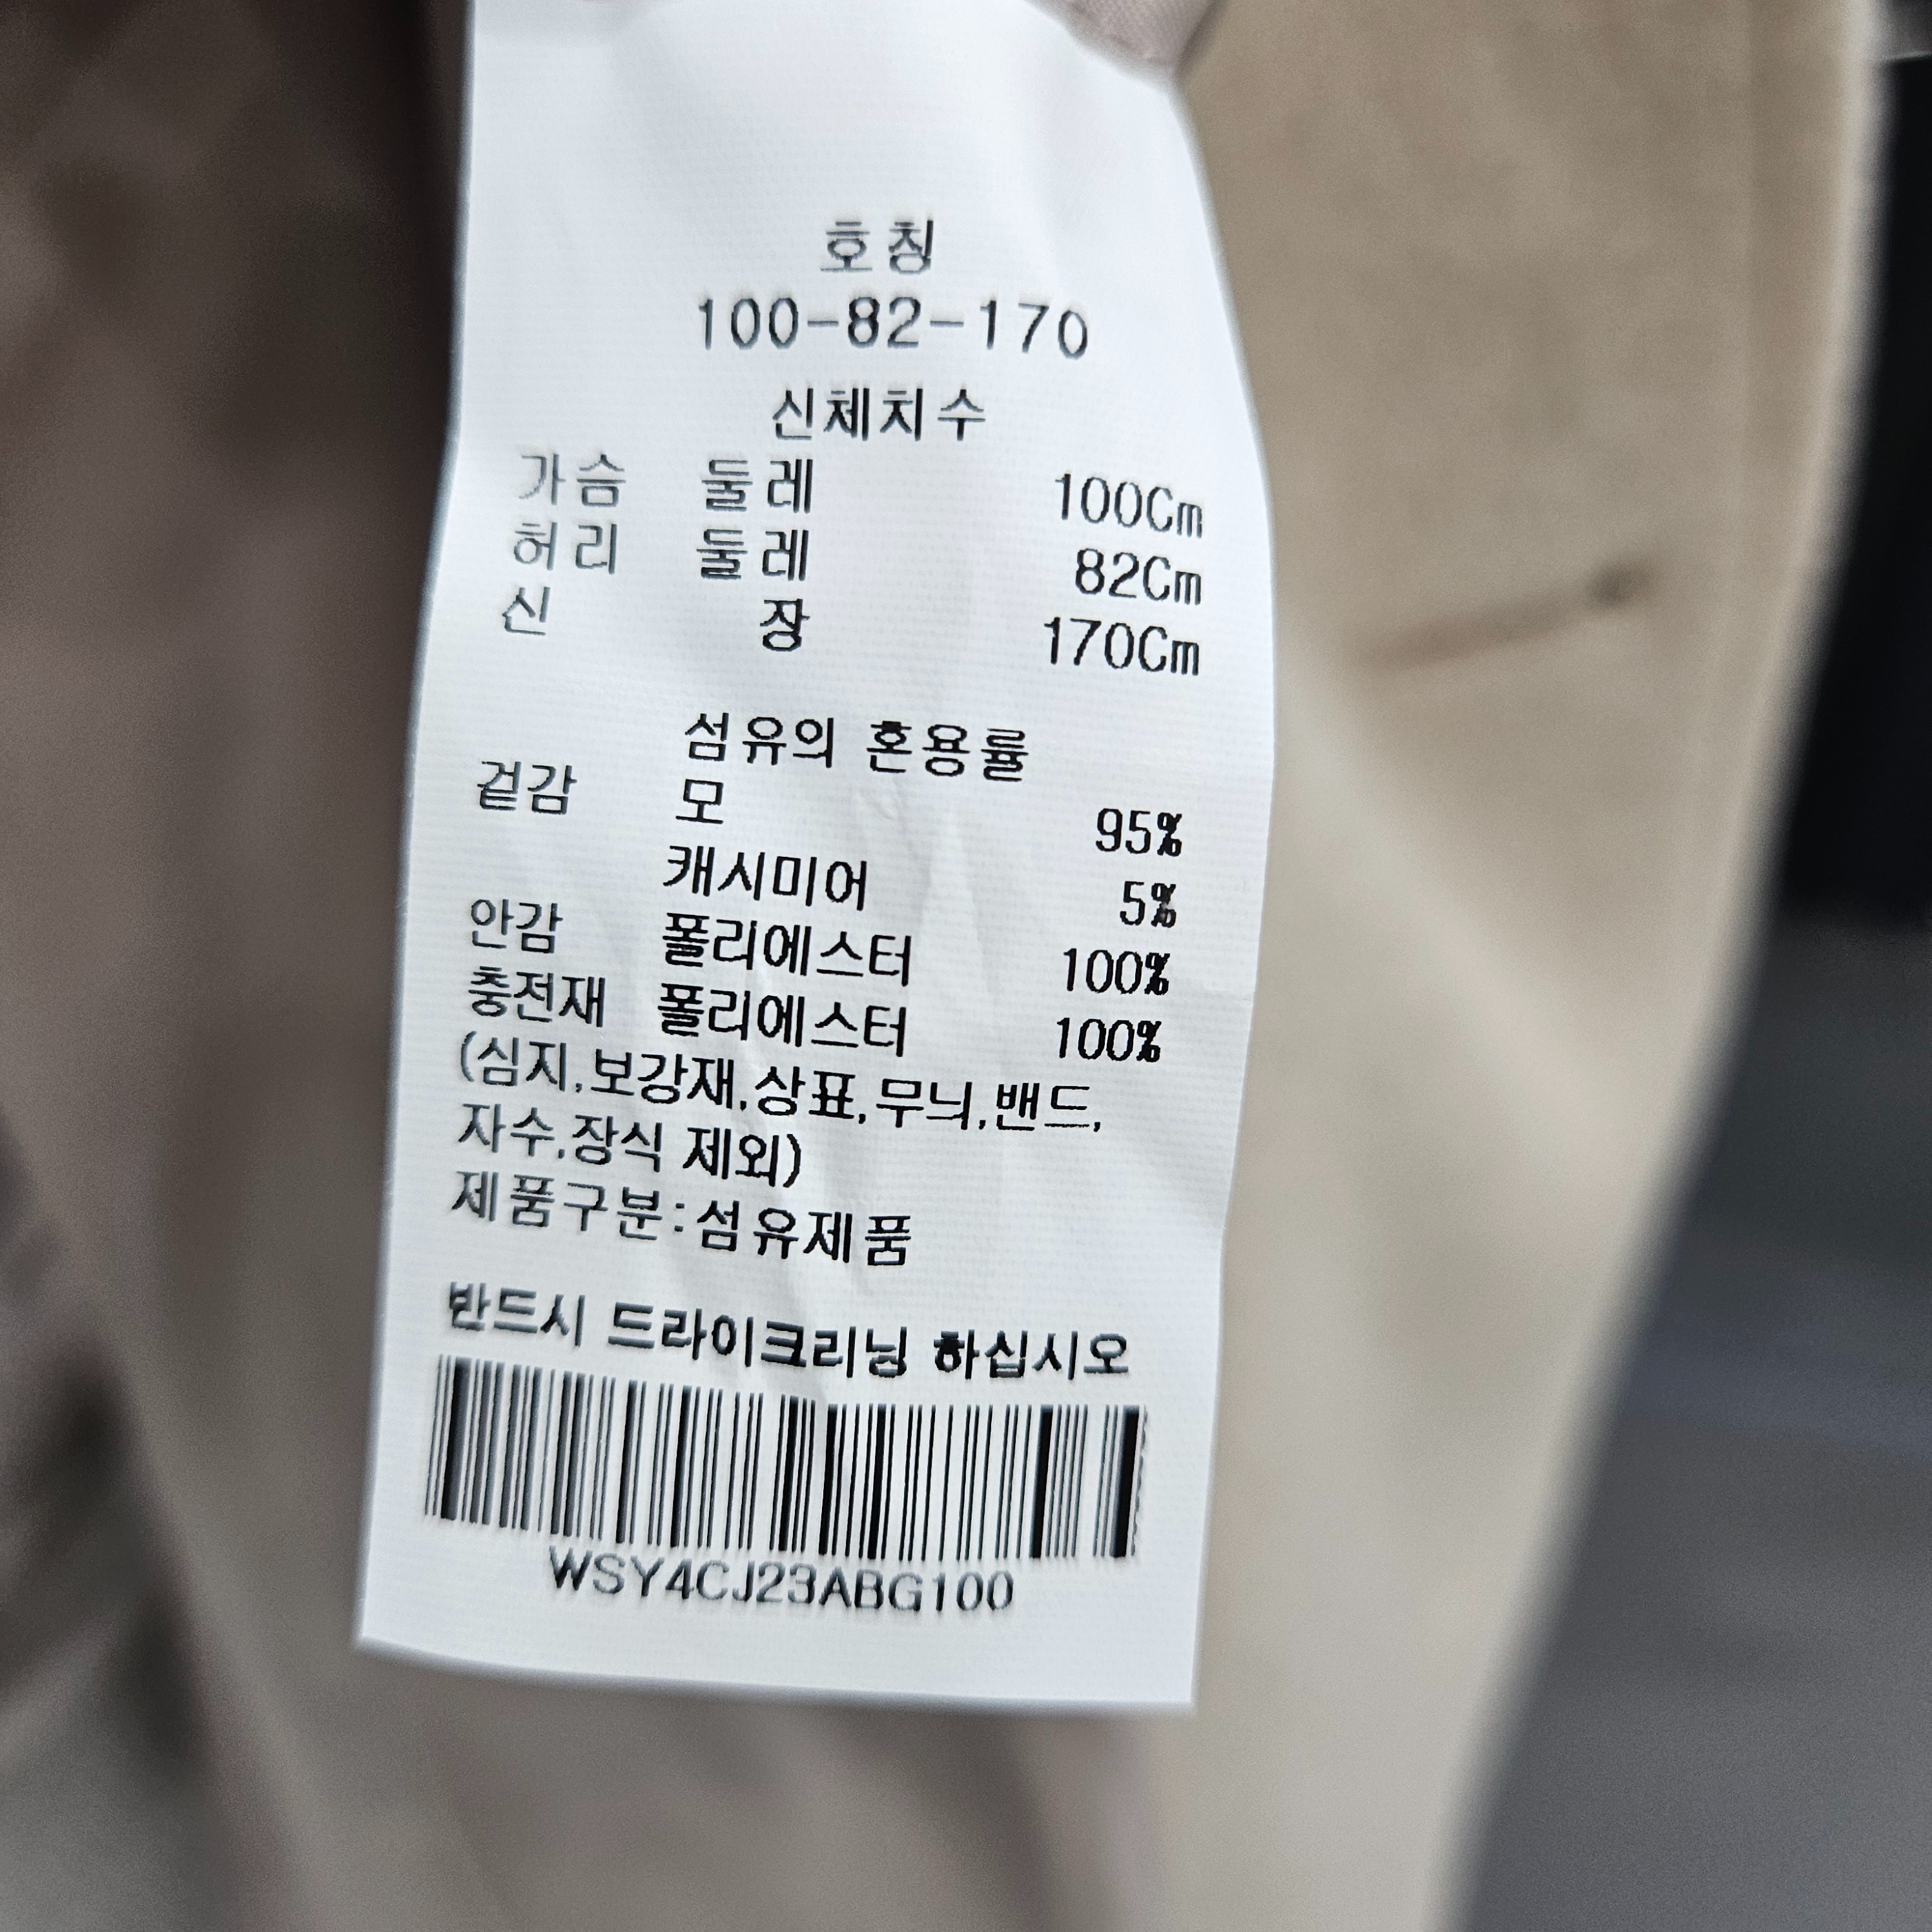 호칭
100-82-170
신체치수
가슴 둘레 100Cm
허리 둘레 82Cm
신 장 170Cm
섬유의 혼용률
겉감 모 95%
캐시미어 5%
안감 폴리에스터 100%
충전재 폴리에스터 100%
(심지,보강재,상표,무늬,밴드,
자수,장식 제외)
제품구분:섬유제품
반드시 드라이크리닝 하십시오
WSY4CJ23ABG100